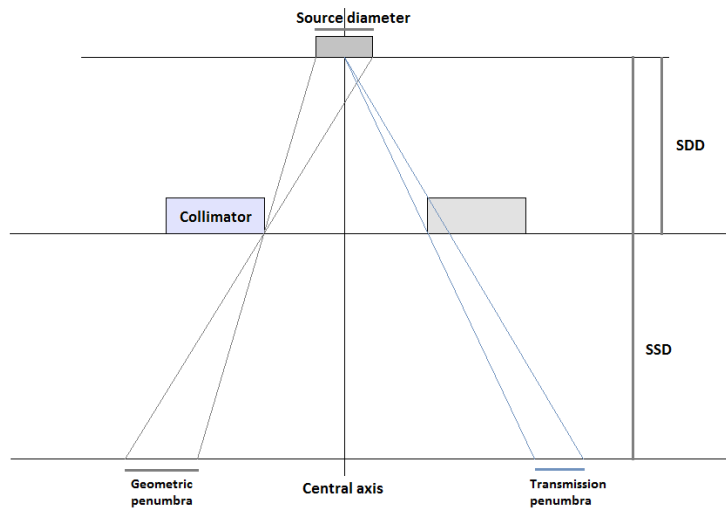 Source diameter
SDD
Collimator
SSD
Geometric
penumbra
Central axis
Transmission
penumbra